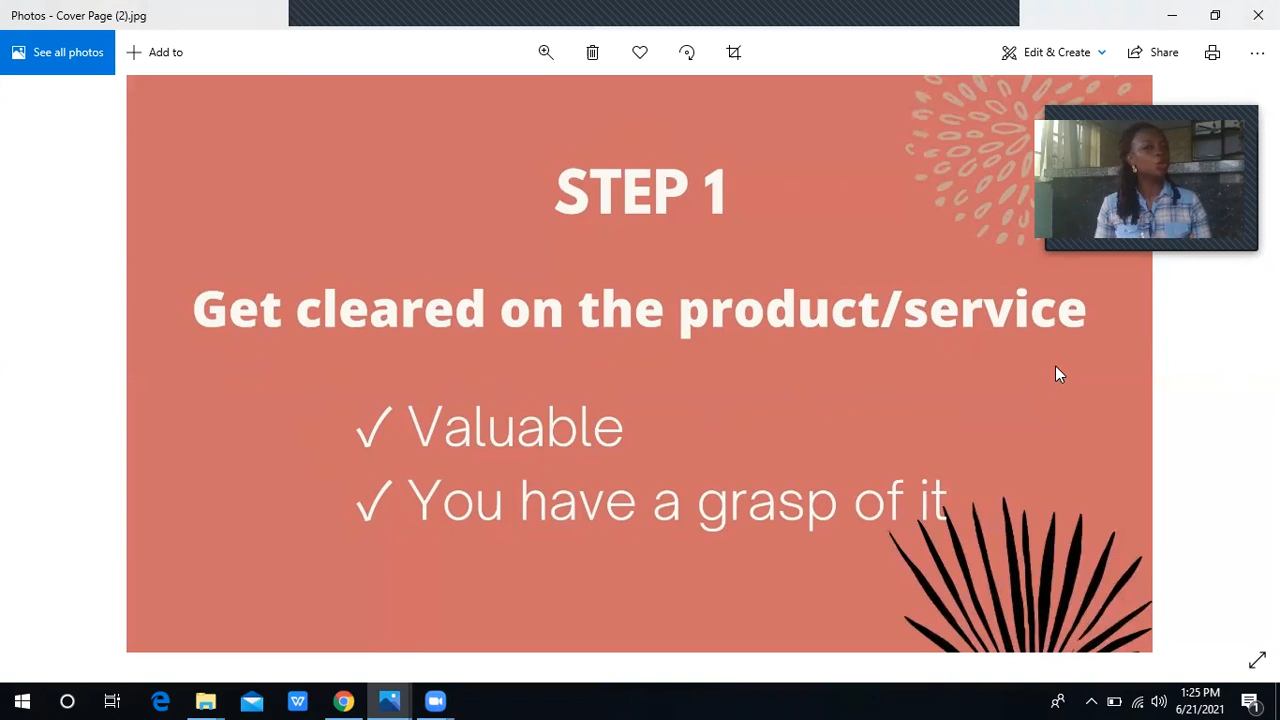 Photos - Cover Page (2).jpg
See all photos
Add to
Edit & Create
Share
STEP 1
Get cleared on the product/service
✓ Valuable
✓ You have a grasp of it
1:25 PM
6/21/2021